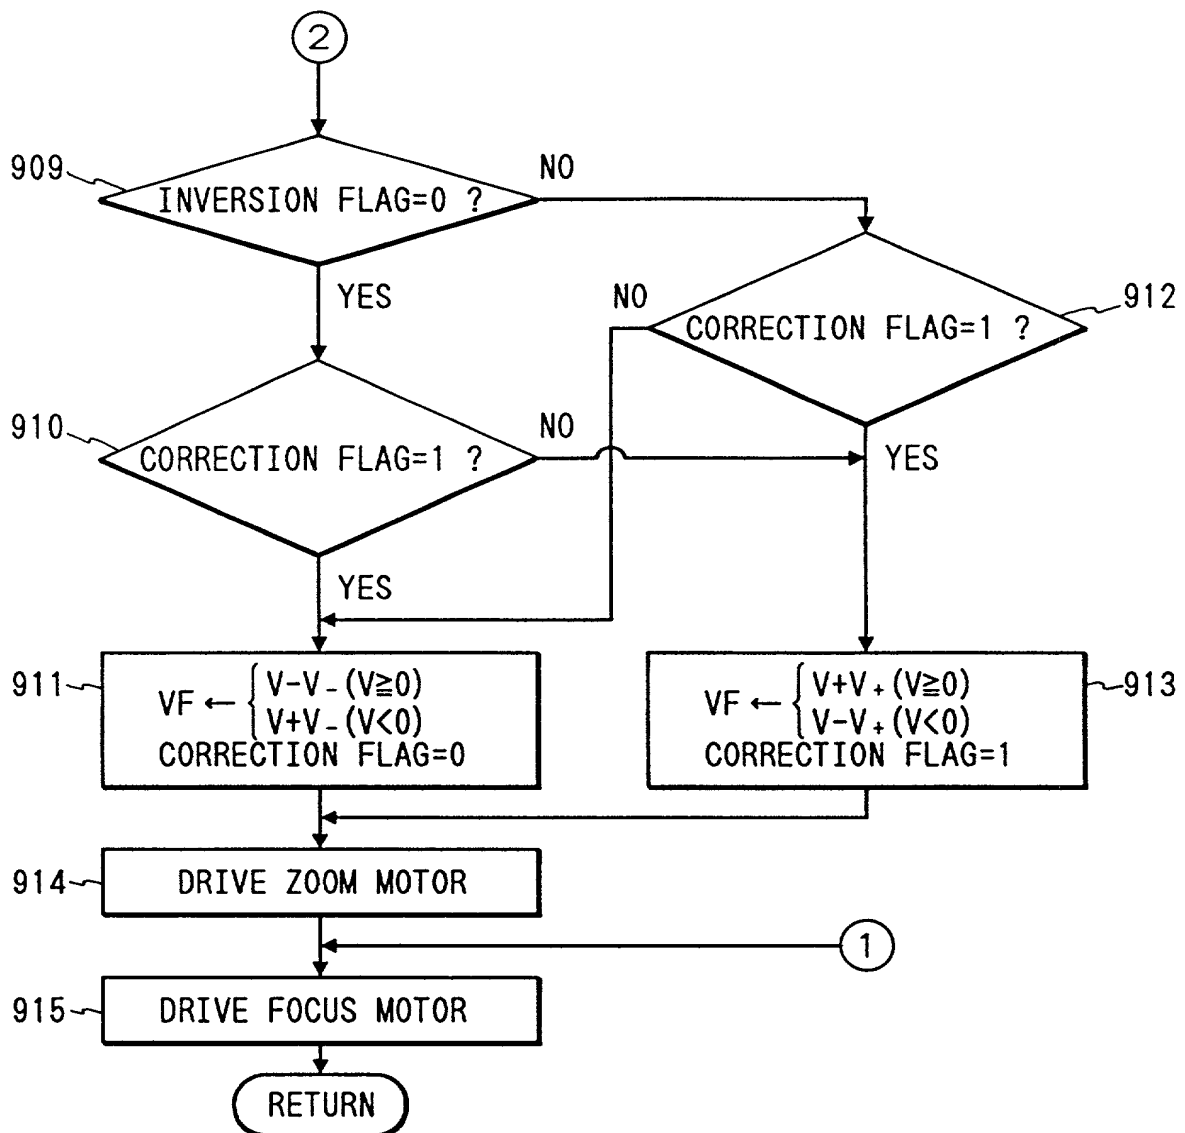 2
909
INVERSION FLAG=0 ?
NO
YES
NO
912
CORRECTION FLAG=1 ?
910
CORRECTION FLAG=1 ?
NO
YES
YES
911
VF ← { V−V₋ (V≧0)
V+V₋ (V<0)
CORRECTION FLAG=0
913
VF ← { V+V₊ (V≧0)
V−V₊ (V<0)
CORRECTION FLAG=1
914
DRIVE ZOOM MOTOR
1
915
DRIVE FOCUS MOTOR
RETURN